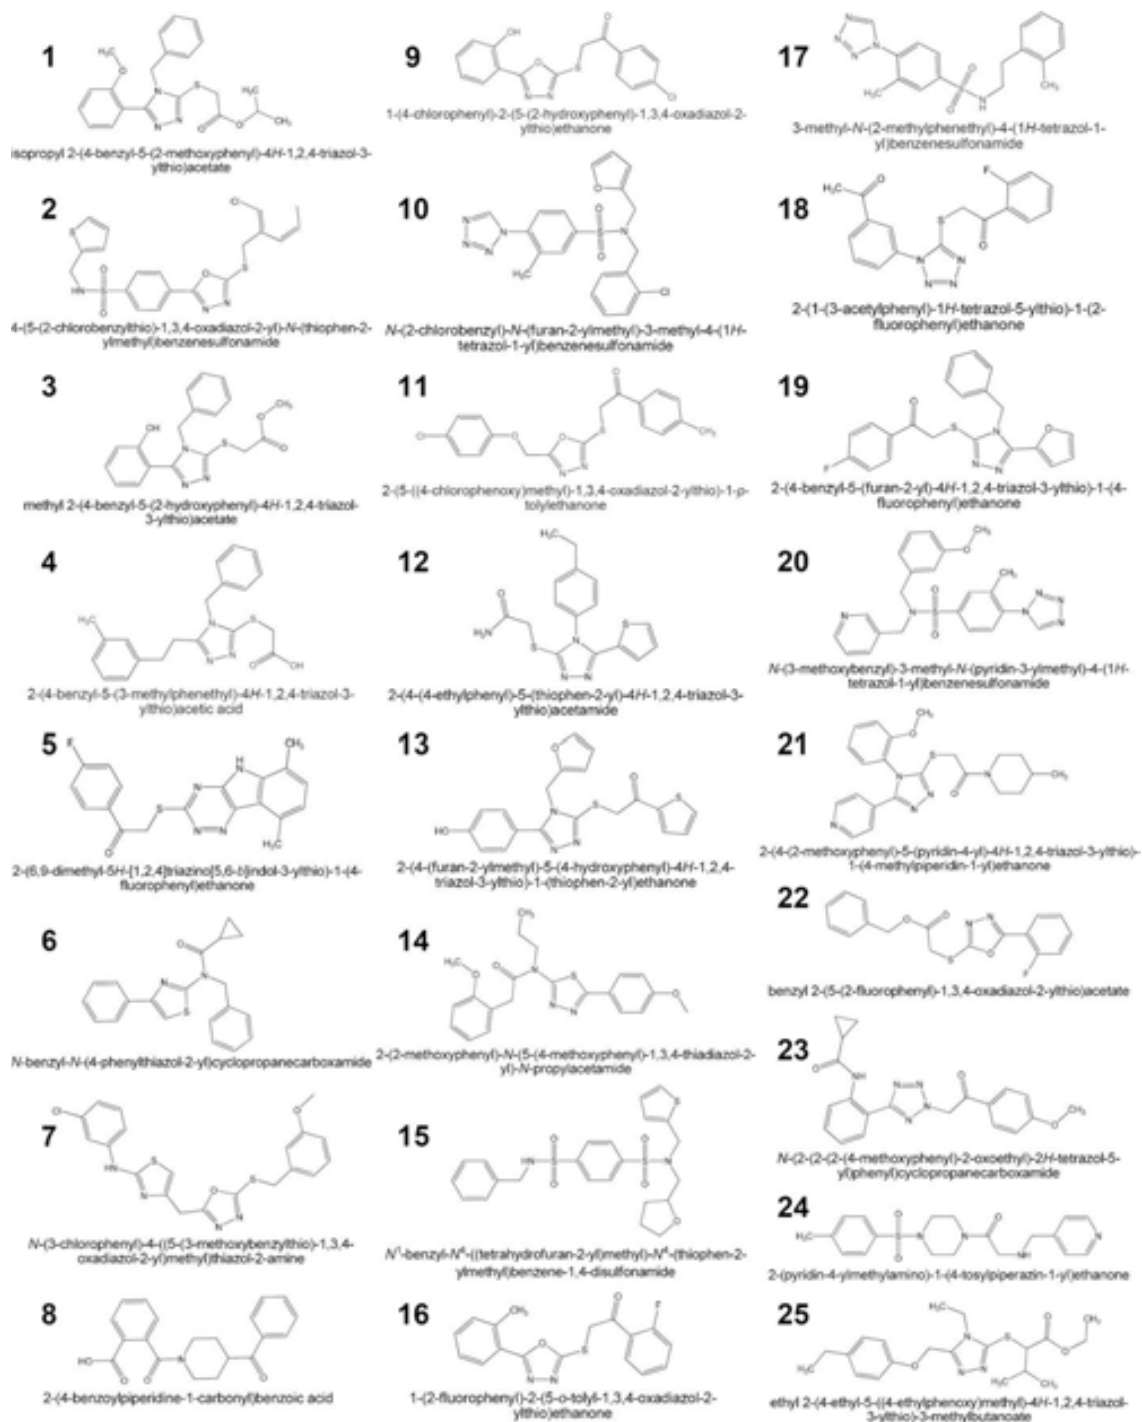 1
isopropyl 2-(4-benzyl-5-(2-methoxyphenyl)-4H-1,2,4-triazol-3-
ylthio)acetate
2
4-(5-(2-chlorobenzylthio)-1,3,4-oxadiazol-2-yl)-N-(thiophen-2-
ylmethyl)benzenesulfonamide
3
methyl 2-(4-benzyl-5-(2-hydroxyphenyl)-4H-1,2,4-triazol-
3-ylthio)acetate
4
2-(4-benzyl-5-(3-methylphenethyl)-4H-1,2,4-triazol-3-
ylthio)acetic acid
5
2-(6,9-dimethyl-5H-[1,2,4]triazino[5,6-b]indol-3-ylthio)-1-(4-
fluorophenyl)ethanone
6
N-benzyl-N-(4-phenylthiazol-2-yl)cyclopropanecarboxamide
7
N-(3-chlorophenyl)-4-((5-(3-methoxybenzylthio)-1,3,4-
oxadiazol-2-yl)methyl)thiazol-2-amine
8
2-(4-benzoylpiperidine-1-carbonyl)benzoic acid
9
1-(4-chlorophenyl)-2-(5-(2-hydroxyphenyl)-1,3,4-oxadiazol-2-
ylthio)ethanone
10
N-(2-chlorobenzyl)-N-(furan-2-ylmethyl)-3-methyl-4-(1H-
tetrazol-1-yl)benzenesulfonamide
11
2-(5-((4-chlorophenoxy)methyl)-1,3,4-oxadiazol-2-ylthio)-1-p-
tolylethanone
12
2-(4-(4-ethylphenyl)-5-(thiophen-2-yl)-4H-1,2,4-triazol-3-
ylthio)acetamide
13
2-(4-(furan-2-ylmethyl)-5-(4-hydroxyphenyl)-4H-1,2,4-
triazol-3-ylthio)-1-(thiophen-2-yl)ethanone
14
2-(2-methoxyphenyl)-N-(5-(4-methoxyphenyl)-1,3,4-thiadiazol-2-
yl)-N-propylacetamide
15
N¹-benzyl-N⁴-((tetrahydrofuran-2-yl)methyl)-N⁴-(thiophen-2-
ylmethyl)benzene-1,4-disulfonamide
16
1-(2-fluorophenyl)-2-(5-o-tolyl-1,3,4-oxadiazol-2-
ylthio)ethanone
17
3-methyl-N-(2-methylphenethyl)-4-(1H-tetrazol-1-
yl)benzenesulfonamide
18
2-(1-(3-acetylphenyl)-1H-tetrazol-5-ylthio)-1-(2-
fluorophenyl)ethanone
19
2-(4-benzyl-5-(furan-2-yl)-4H-1,2,4-triazol-3-ylthio)-1-(4-
fluorophenyl)ethanone
20
N-(3-methoxybenzyl)-3-methyl-N-(pyridin-3-ylmethyl)-4-(1H-
tetrazol-1-yl)benzenesulfonamide
21
2-(4-(2-methoxyphenyl)-5-(pyridin-4-yl)-4H-1,2,4-triazol-3-ylthio)-
1-(4-methylpiperidin-1-yl)ethanone
22
benzyl 2-(5-(2-fluorophenyl)-1,3,4-oxadiazol-2-ylthio)acetate
23
N-(2-(2-(2-(4-methoxyphenyl)-2-oxoethyl)-2H-tetrazol-5-
yl)phenyl)cyclopropanecarboxamide
24
2-(pyridin-4-ylmethylamino)-1-(4-tosylpiperazin-1-yl)ethanone
25
ethyl 2-(4-ethyl-5-((4-ethylphenoxy)methyl)-4H-1,2,4-triazol-
3-ylthio)-3-methylbutanoate